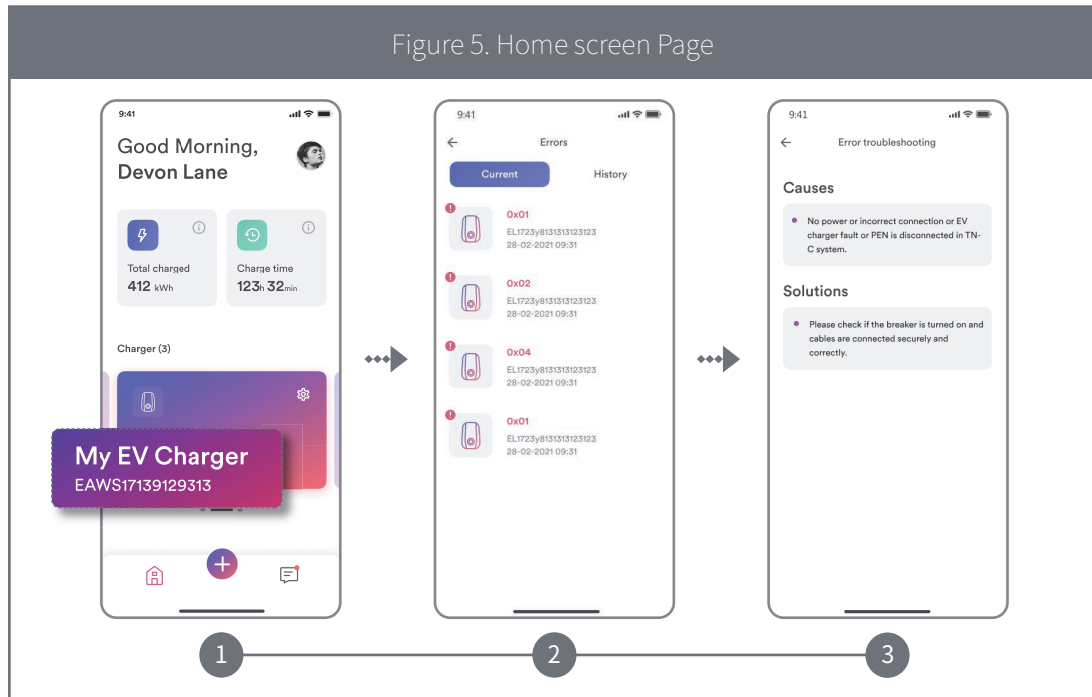 Figure 5. Home screen Page
9:41
Good Morning,
Devon Lane
Total charged
412 kWh
Charge time
123h 32min
Charger (3)
My EV Charger
EAWS17139129313
1
9:41
Errors
Current
History
0x01
EL1723y8131313123123
28-02-2021 09:31
0x02
EL1723y8131313123123
28-02-2021 09:31
0x04
EL1723y8131313123123
28-02-2021 09:31
0x01
EL1723y8131313123123
28-02-2021 09:31
2
9:41
Error troubleshooting
Causes
No power or incorrect connection or EV
charger fault or PEN is disconnected in TN-
C system.
Solutions
Please check if the breaker is turned on and
cables are connected securely and
correctly.
3